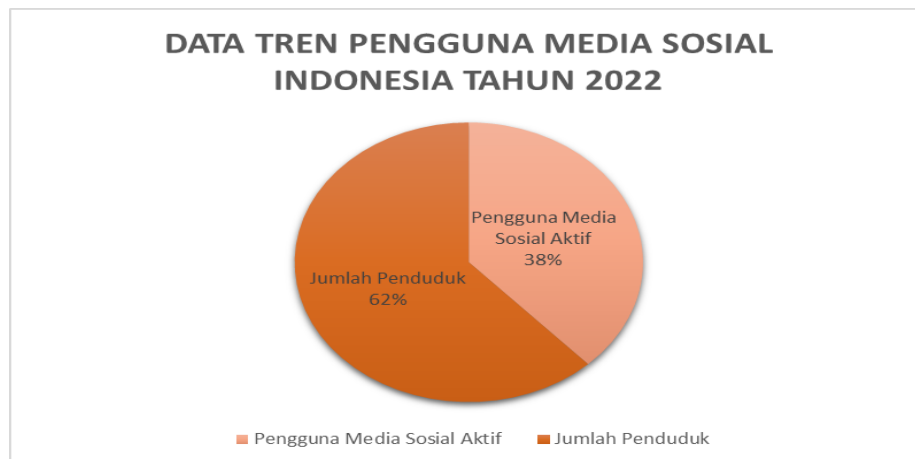 DATA TREN PENGGUNA MEDIA SOSIAL
INDONESIA TAHUN 2022
Pengguna Media
Sosial Aktif
38%
Jumlah Penduduk
62%
Pengguna Media Sosial Aktif
Jumlah Penduduk